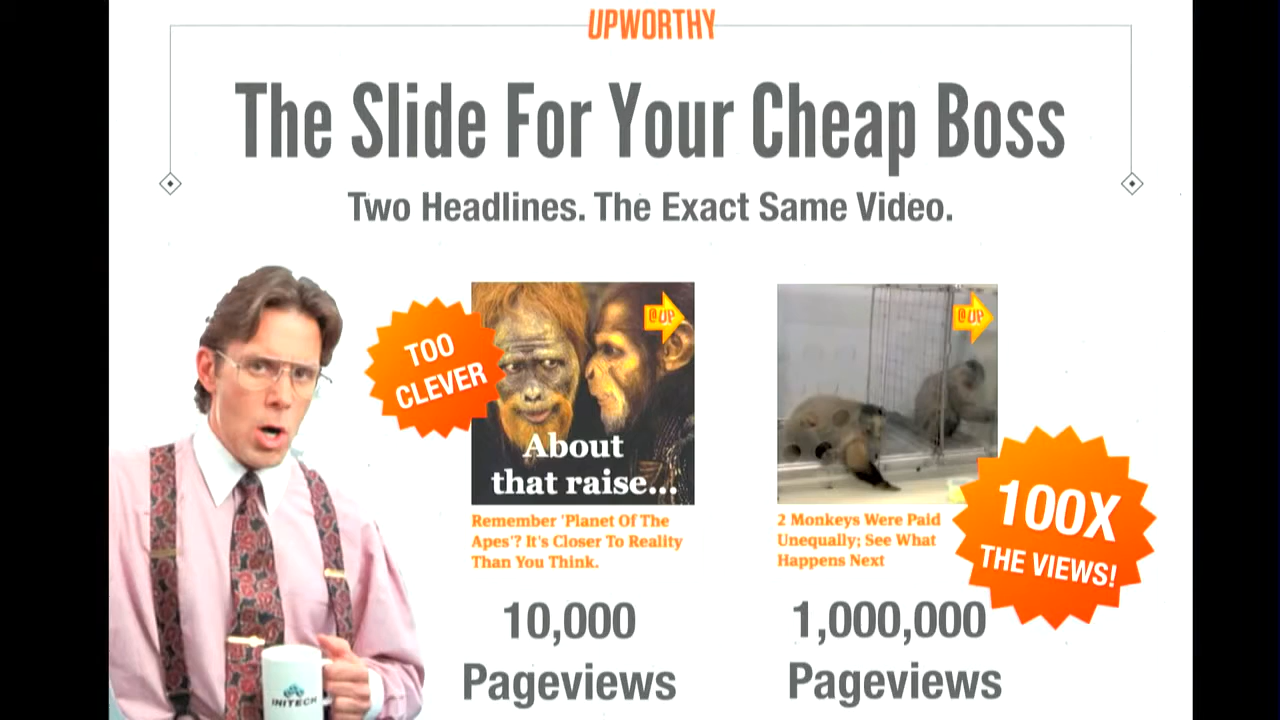 UPWORTHY
The Slide For Your Cheap Boss
Two Headlines. The Exact Same Video.
TOO
CLEVER
@UP
About
that raise...
Remember 'Planet Of The
Apes'? It's Closer To Reality
Than You Think.
10,000
Pageviews
@UP
2 Monkeys Were Paid
Unequally; See What
Happens Next
100X
THE VIEWS!
1,000,000
Pageviews
INITECH